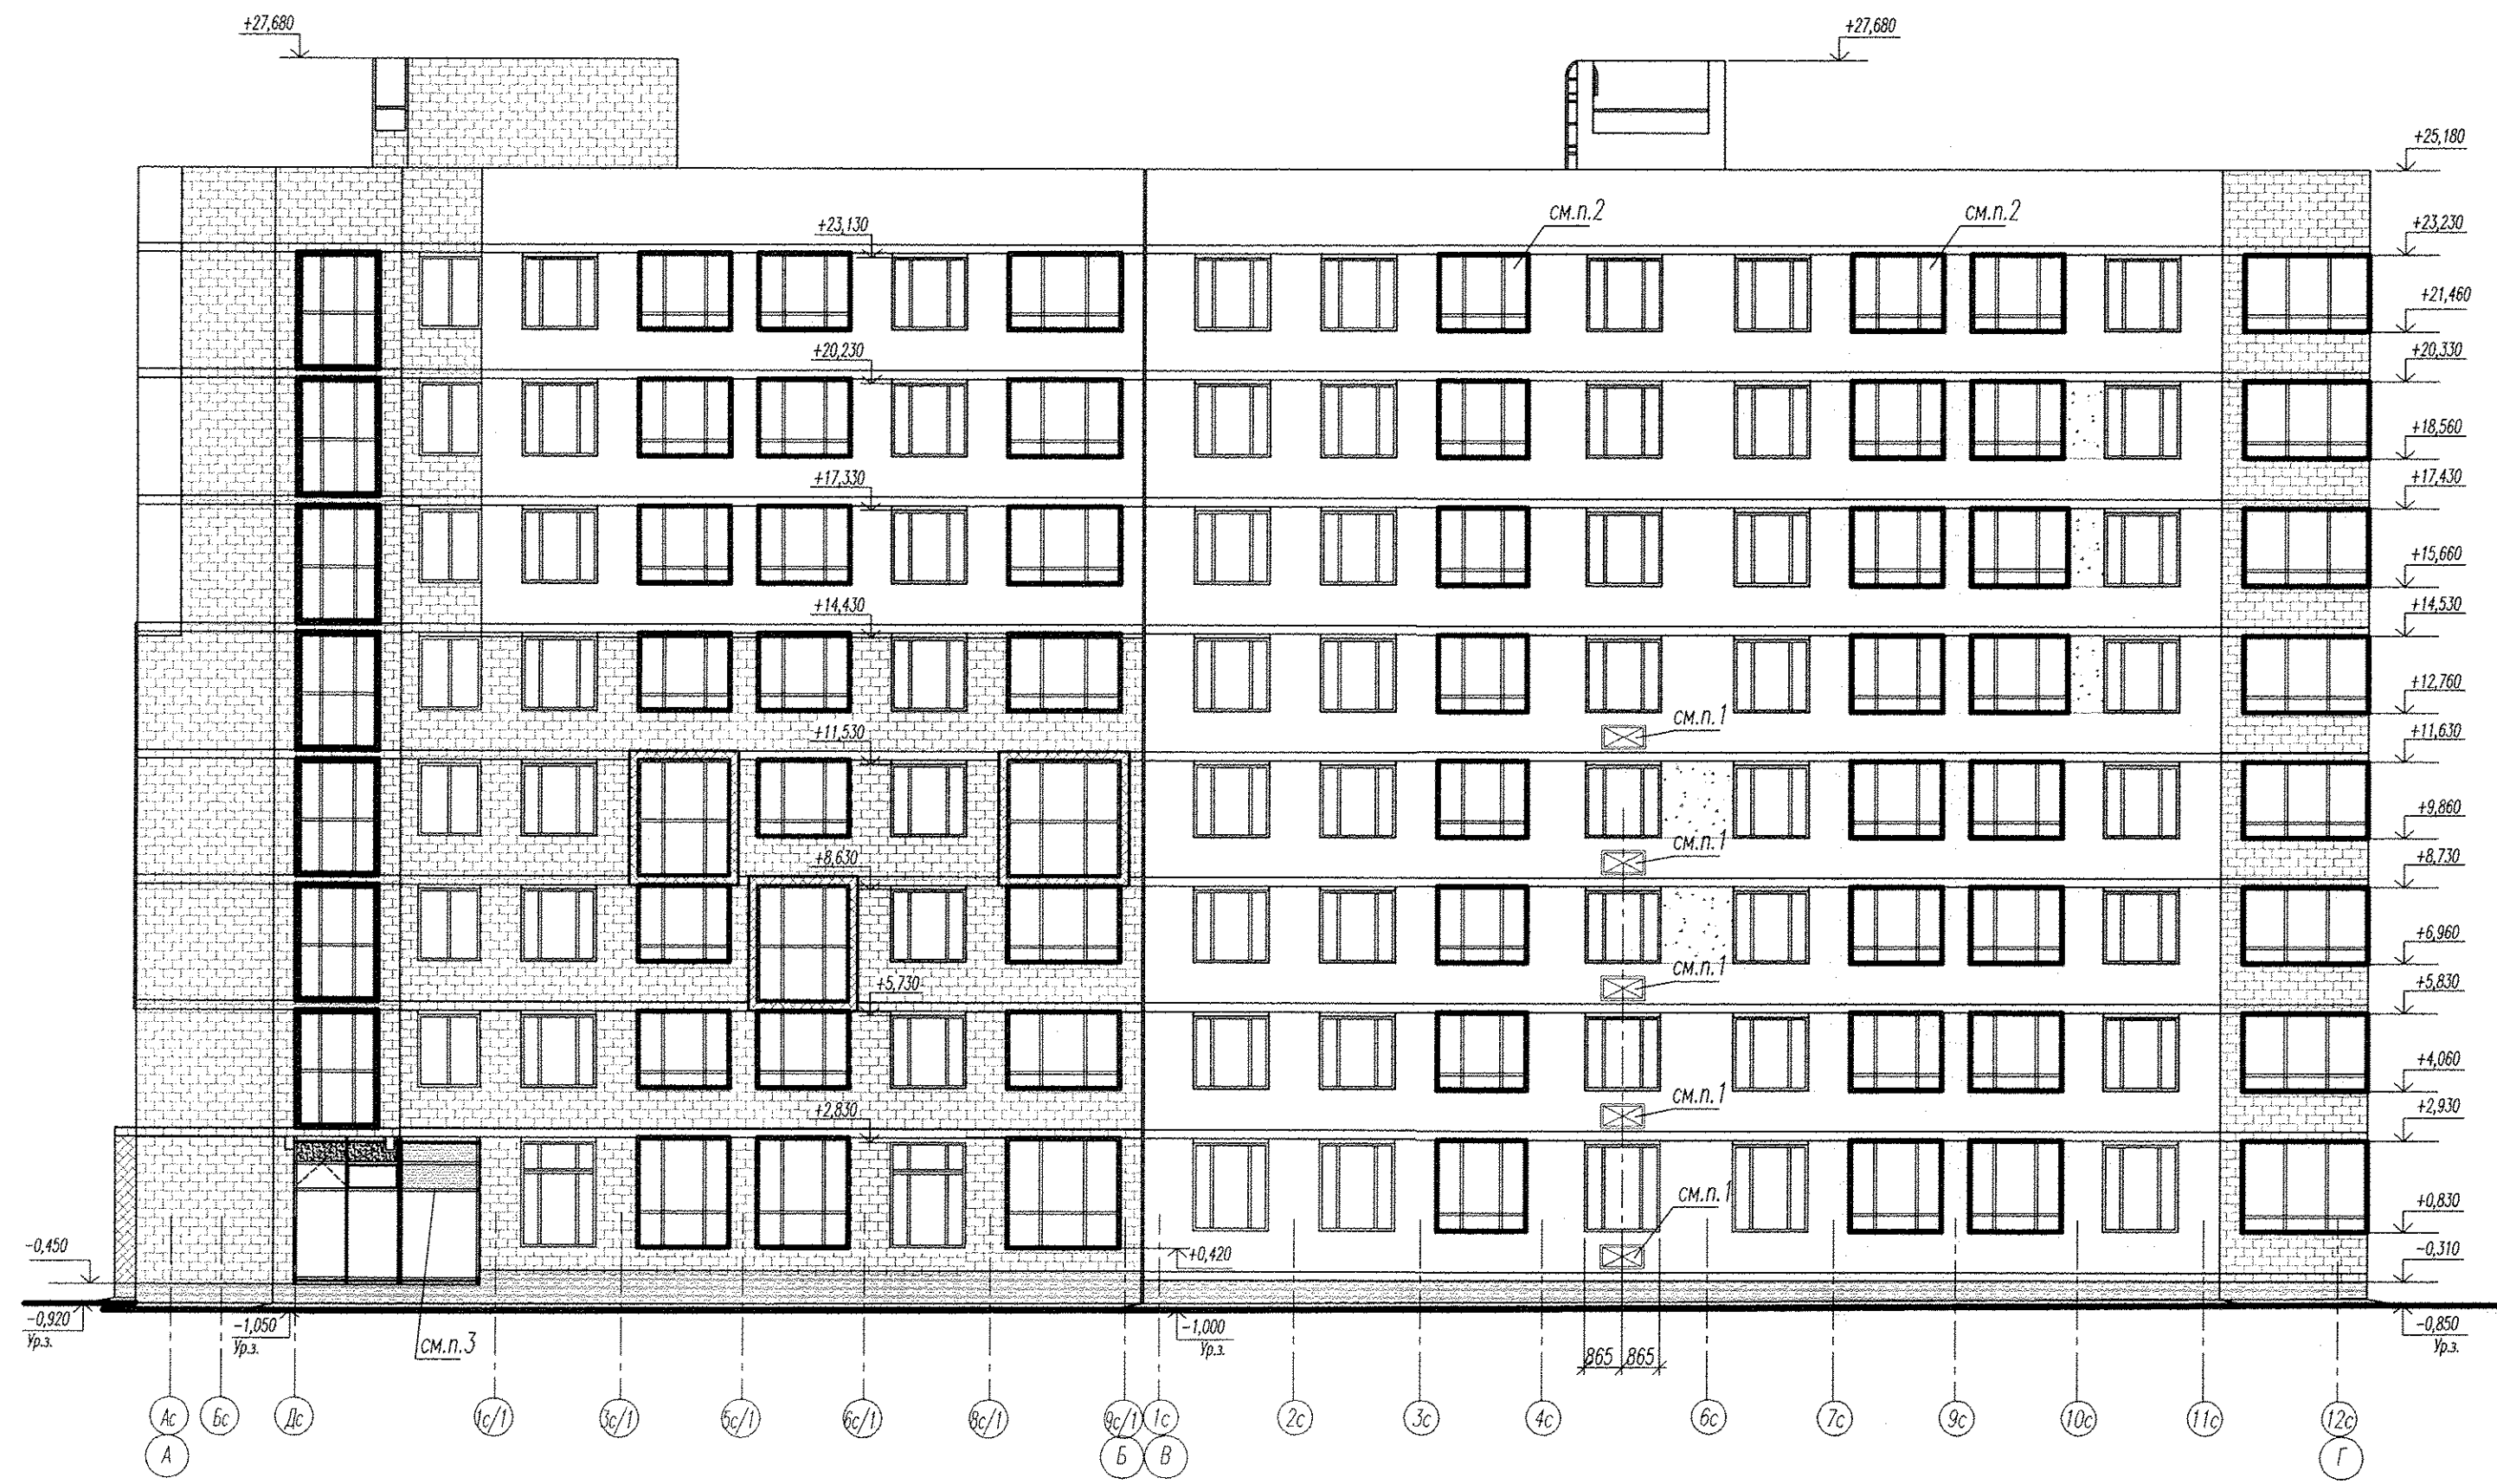 +27,680
+27,680
+25,180
см.п.2
см.п.2
+23,130
+23,230
+21,460
+20,230
+20,330
+18,560
+17,330
+17,430
+15,660
+14,430
+14,530
+12,760
см.п.1
+11,530
+11,630
+9,860
см.п.1
+8,630
+8,730
+6,960
см.п.1
+5,730
+5,830
+4,060
см.п.1
+2,830
+2,930
см.п.1
+0,830
-0,450
+0,420
-0,310
-0,920
Ур.з.
-1,050
Ур.з.
см.п.3
-1,000
Ур.з.
865 865
-0,850
Ур.з.
Ас Бс Дс 1с/1 3с/1 5с/1 6с/1 8с/1 9с/1 1с 2с 3с 4с 6с 7с 9с 10с 11с 12с
А Б В Г